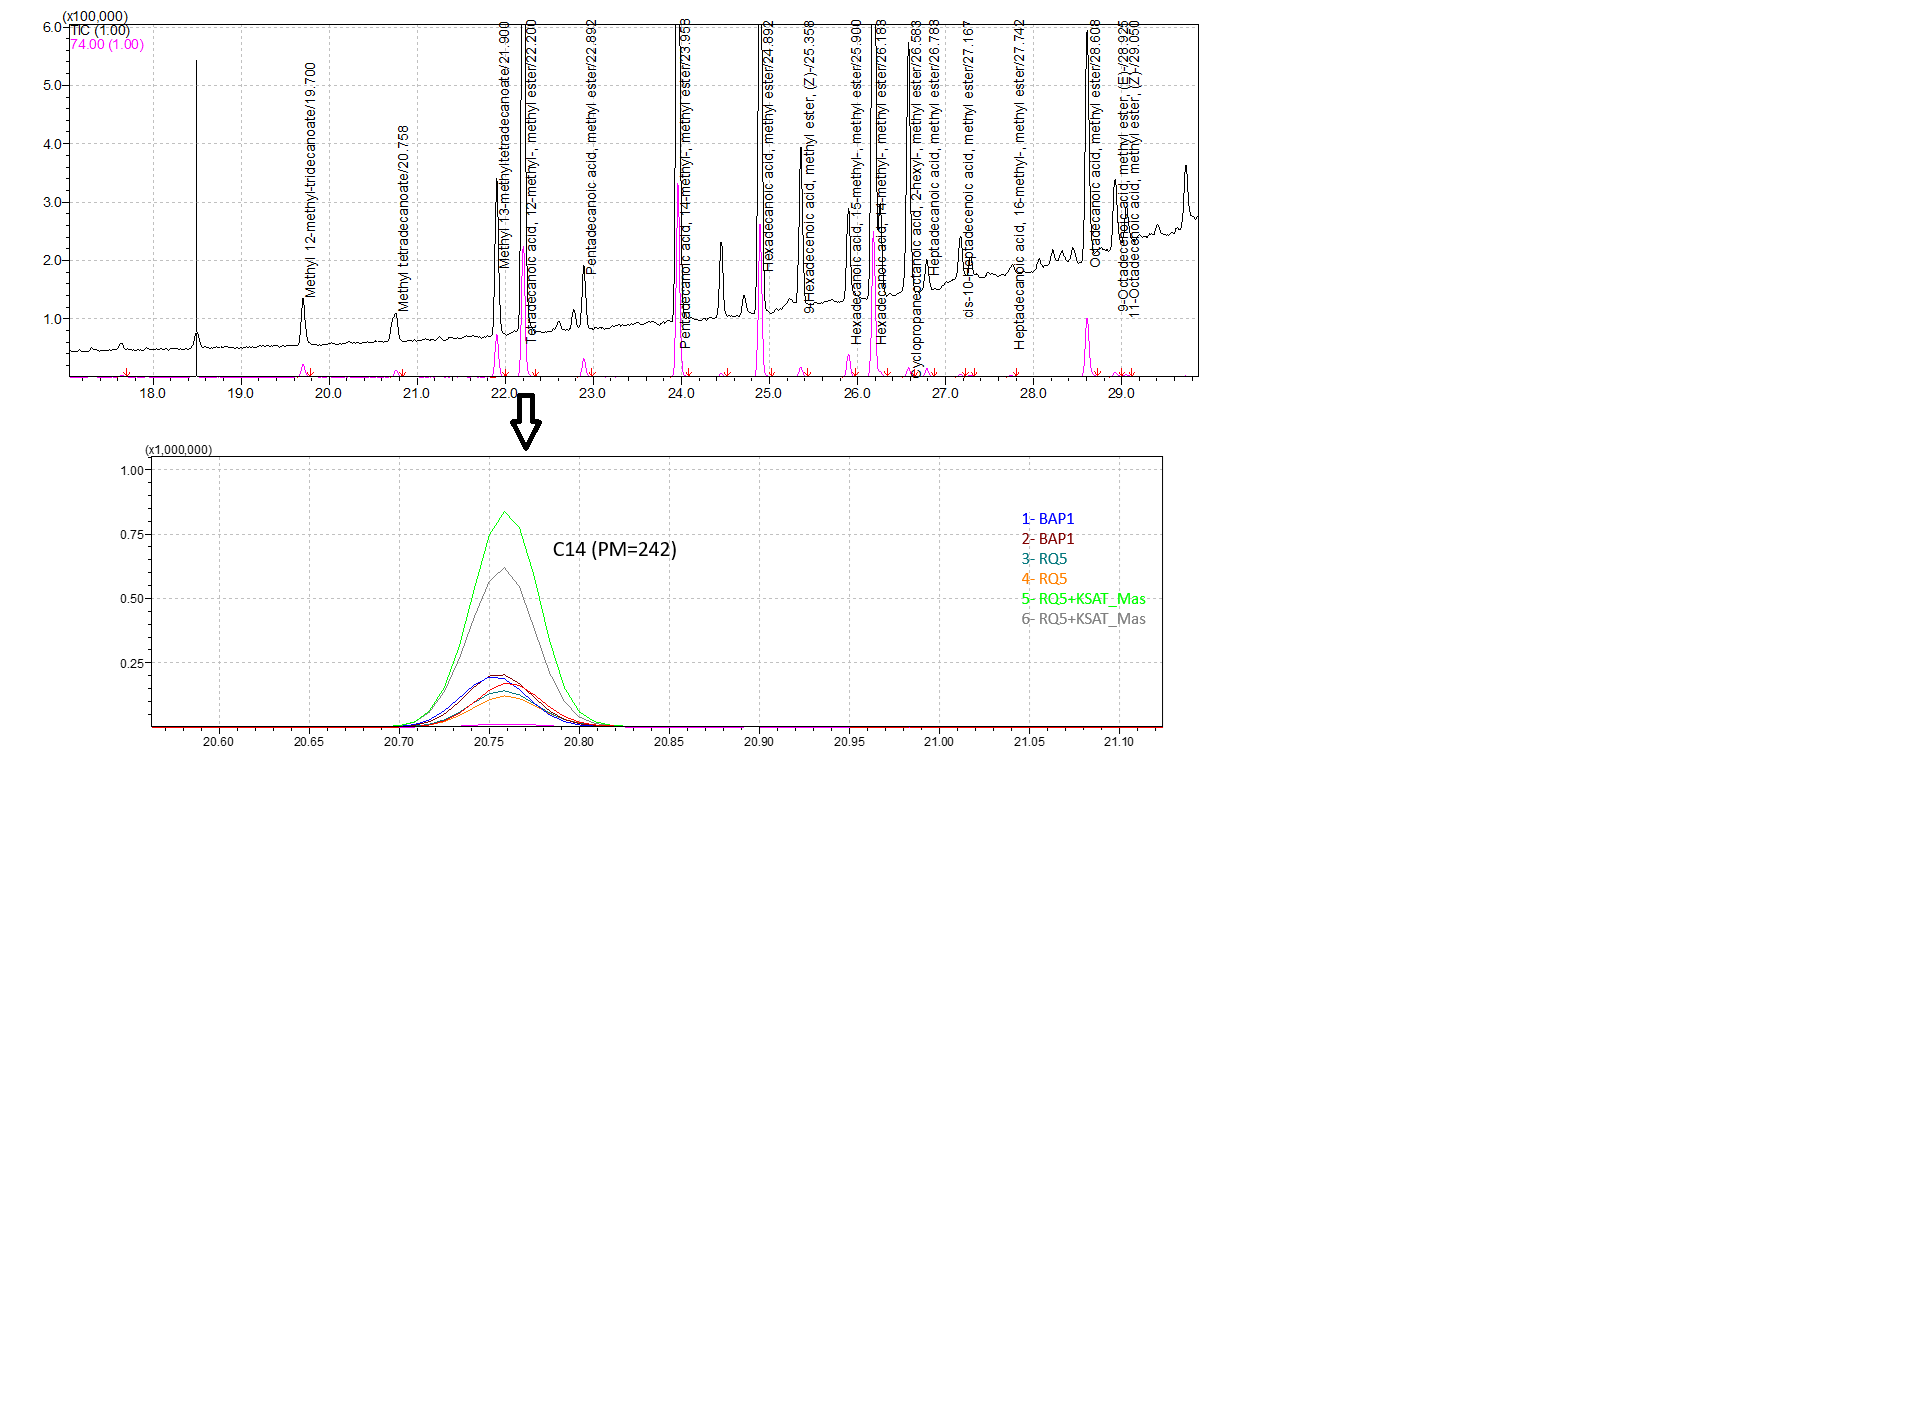 (x100,000)
TIC (1.00)
74.00 (1.00)
6.0
5.0
4.0
3.0
2.0
1.0
Methyl 12-methyl-tridecanoate/19.700
Methyl tetradecanoate/20.758
Methyl 13-methyltetradecanoate/21.900
Tetradecanoic acid, 12-methyl-, methyl ester/22.200
Pentadecanoic acid, methyl ester/22.892
Pentadecanoic acid, 14-methyl-, methyl ester/23.958
Hexadecanoic acid, methyl ester/24.892
9-Hexadecenoic acid, methyl ester, (Z)-/25.358
Hexadecanoic acid, 15-methyl-, methyl ester/25.900
Hexadecanoic acid, 14-methyl-, methyl ester/26.183
Cyclopropaneoctanoic acid, 2-hexyl-, methyl ester/26.583
Heptadecanoic acid, methyl ester/26.783
cis-10-Heptadecenoic acid, methyl ester/27.167
Heptadecanoic acid, 16-methyl-, methyl ester/27.742
Octadecanoic acid, methyl ester/28.608
9-Octadecenoic acid, methyl ester, (E)-/28.925
11-Octadecenoic acid, methyl ester, (Z)-/29.050
18.0 19.0 20.0 21.0 22.0 23.0 24.0 25.0 26.0 27.0 28.0 29.0
(x1,000,000)
1.00
0.75
0.50
0.25
C14 (PM=242)
1- BAP1
2- BAP1
3- RQ5
4- RQ5
5- RQ5+KSAT_Mas
6- RQ5+KSAT_Mas
20.60 20.65 20.70 20.75 20.80 20.85 20.90 20.95 21.00 21.05 21.10